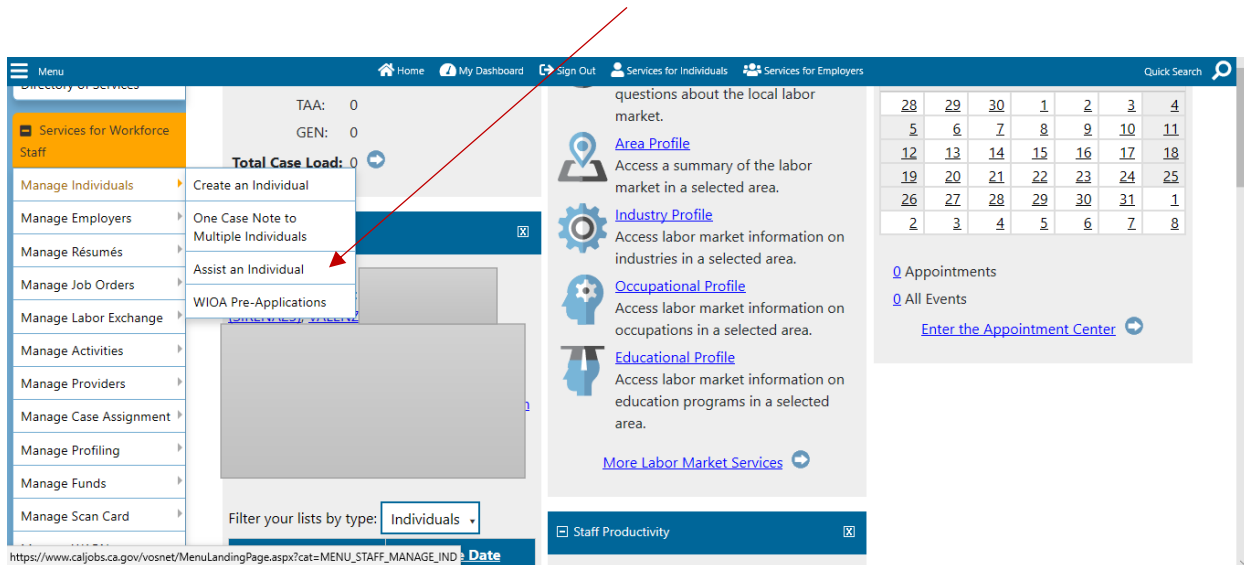 Menu
Home My Dashboard Sign Out Services for Individuals Services for Employers
Quick Search
Directory of Services
Services for Workforce
Staff
Manage Individuals
Manage Employers
Manage Résumés
Manage Job Orders
Manage Labor Exchange
Manage Activities
Manage Providers
Manage Case Assignment
Manage Profiling
Manage Funds
Manage Scan Card
Create an Individual
One Case Note to
Multiple Individuals
Assist an Individual
WIOA Pre-Applications
TAA: 0
GEN: 0
Total Case Load: 0
X
Filter your lists by type: Individuals
Date
https://www.caljobs.ca.gov/vosnet/MenuLandingPage.aspx?cat=MENU_STAFF_MANAGE_IND
questions about the local labor
market.
Area Profile
Access a summary of the labor
market in a selected area.
Industry Profile
Access labor market information on
industries in a selected area.
Occupational Profile
Access labor market information on
occupations in a selected area.
Educational Profile
Access labor market information on
education programs in a selected
area.
More Labor Market Services
Staff Productivity
X
28 29 30 1 2 3 4
5 6 7 8 9 10 11
12 13 14 15 16 17 18
19 20 21 22 23 24 25
26 27 28 29 30 31 1
2 3 4 5 6 7 8
0 Appointments
0 All Events
Enter the Appointment Center